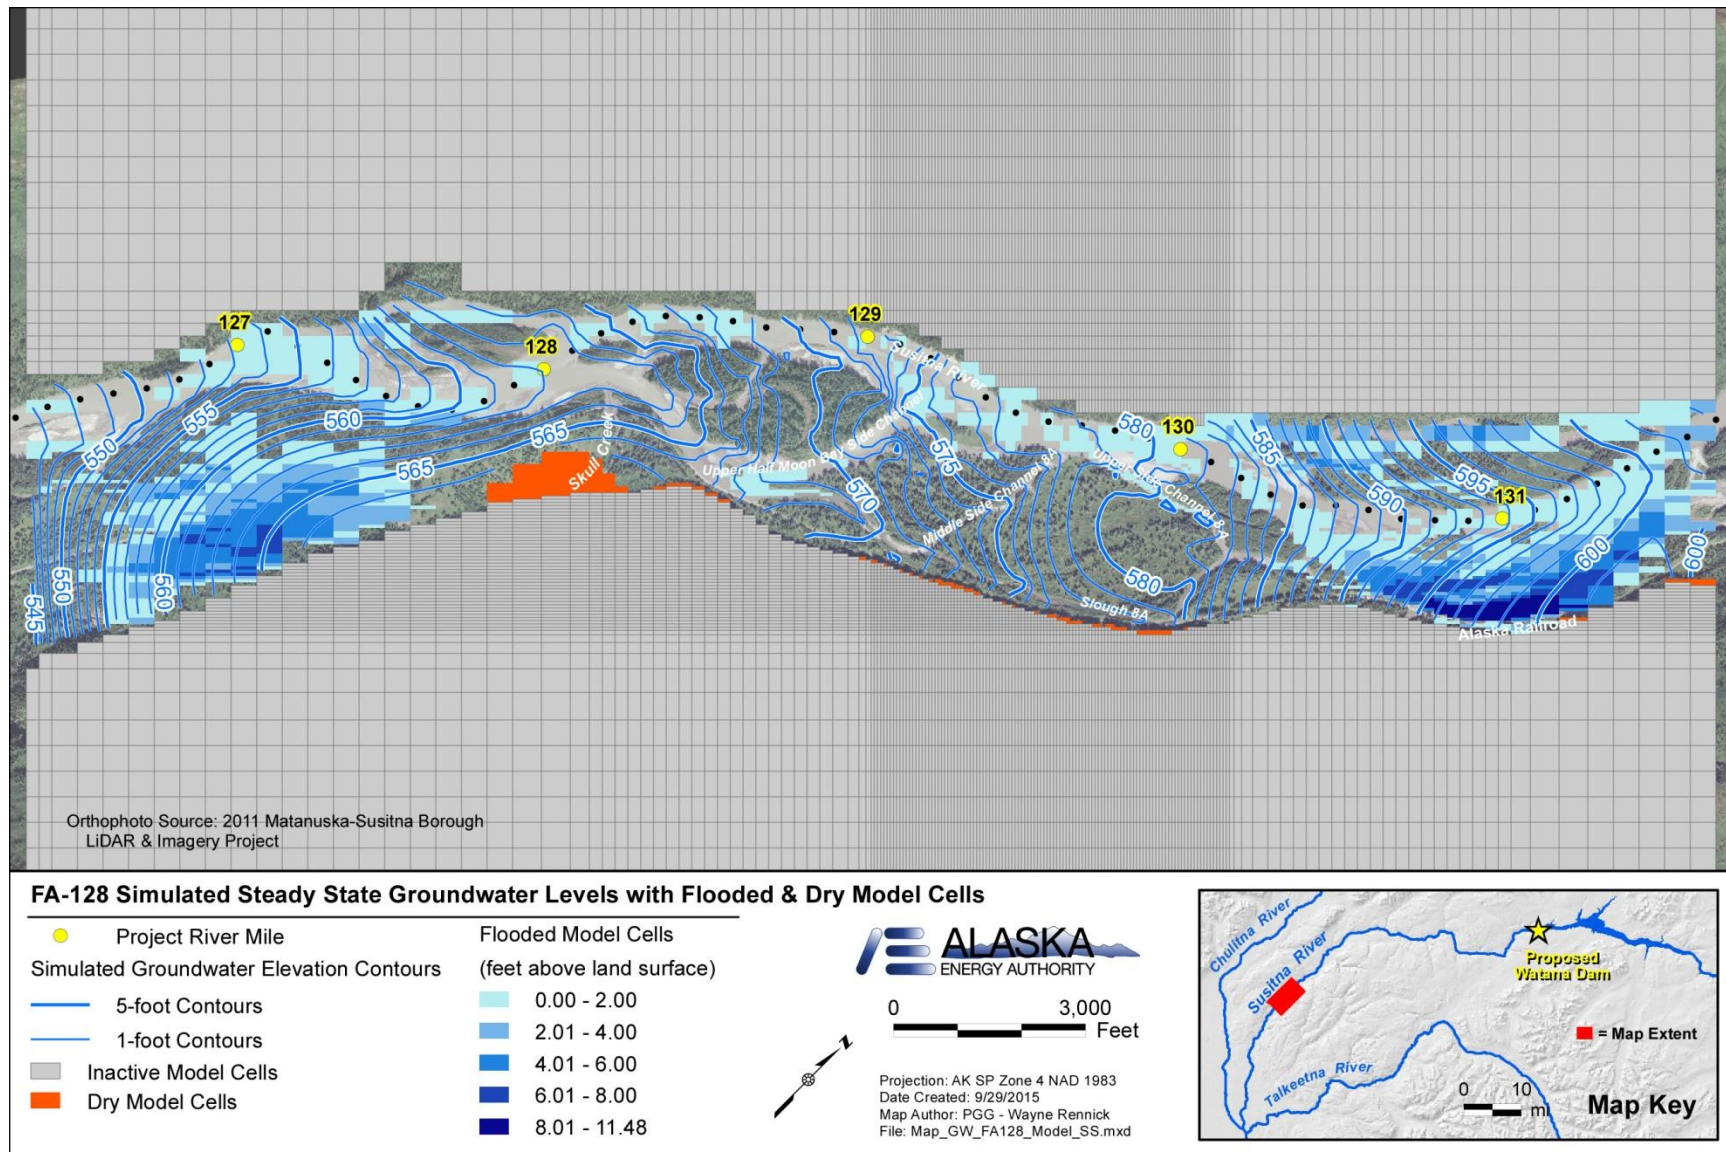 127
128
129
130
131
Susitna River
550
555
560
565
565
Skull Creek
Upper Half Moon Bay Side Channel
575
570
Middle Side Channel 8A
580
Upper Side Channel 8A
580
Slough 8A
585
590
595
600
600
545
550
560
Alaska Railroad
Orthophoto Source: 2011 Matanuska-Susitna Borough
LiDAR & Imagery Project
FA-128 Simulated Steady State Groundwater Levels with Flooded & Dry Model Cells
Project River Mile
Simulated Groundwater Elevation Contours
5-foot Contours
1-foot Contours
Inactive Model Cells
Dry Model Cells
Flooded Model Cells
(feet above land surface)
0.00 - 2.00
2.01 - 4.00
4.01 - 6.00
6.01 - 8.00
8.01 - 11.48
ALASKA
ENERGY AUTHORITY
0 3,000
Feet
N
Projection: AK SP Zone 4 NAD 1983
Date Created: 9/29/2015
Map Author: PGG - Wayne Rennick
File: Map_GW_FA128_Model_SS.mxd
Chulitna River
Susitna River
Proposed
Watana Dam
= Map Extent
Talkeetna River
0 10
mi
Map Key